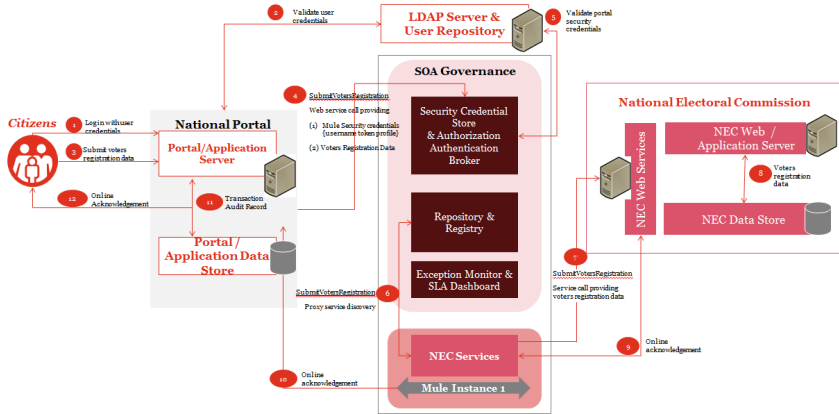 2
Validate user
credentials
LDAP Server &
User Repository
5
Validate portal
security
credentials
SOA Governance
4
SubmitVotersRegistration
Web service call providing
(1) Mule Security credentials
{username token profile}
(2) Voters Registration Data
Security Credential
Store
& Authorization
Authentication
Broker
National Electoral Commission
NEC Web Services
NEC Web /
Application Server
8
Voters
registration
data
NEC Data Store
Citizens
1
Login with user
credentials
3
Submit voters
registration data
12
Online
Acknowledgement
National Portal
Portal/Application
Server
11
Transaction
Audit Record
Portal /
Application Data
Store
Repository &
Registry
Exception Monitor &
SLA Dashboard
SubmitVotersRegistration
6
Proxy service discovery
7
SubmitVotersRegistration
Service call providing
voters registration data
NEC Services
9
Online
acknowledgement
10
Online
acknowledgement
Mule Instance 1